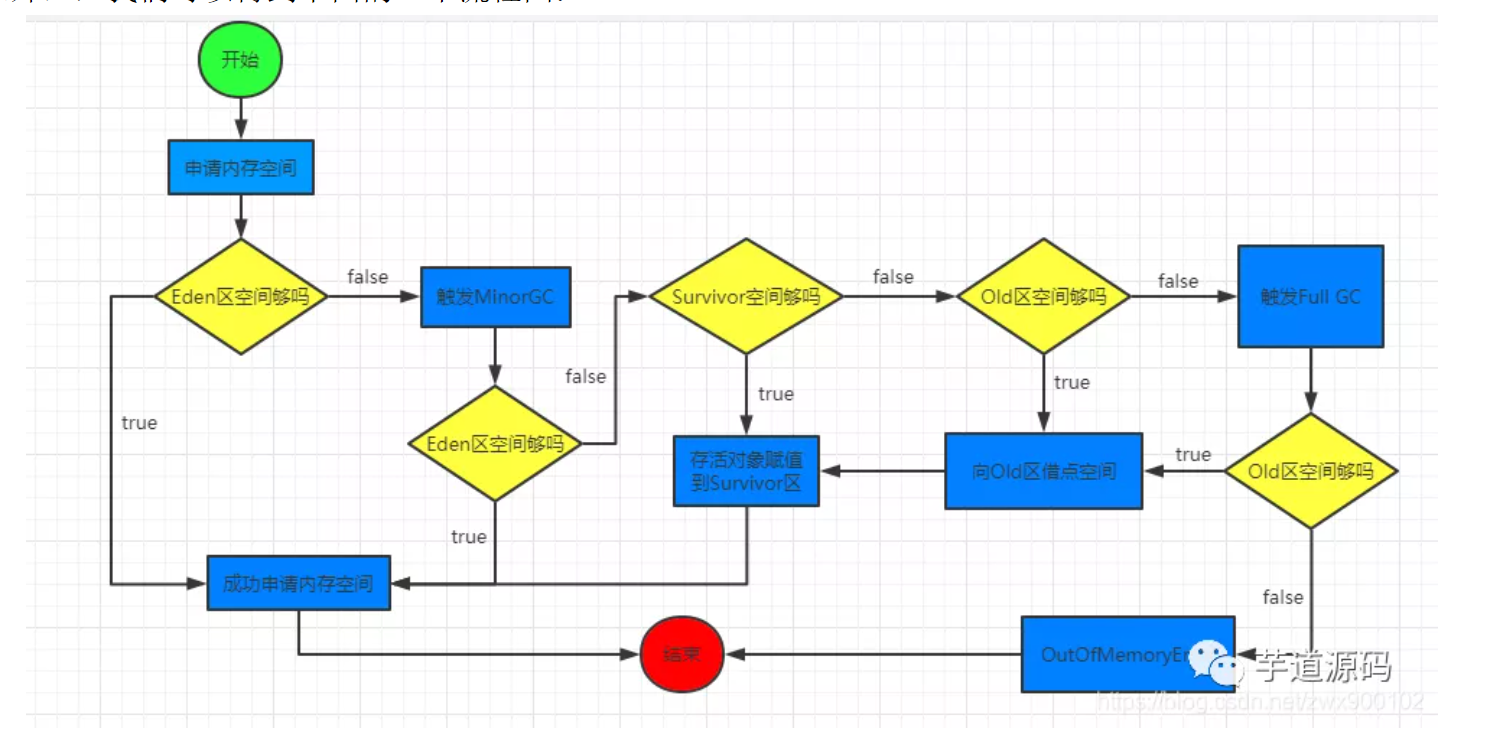 开始
申请内存空间
Eden区空间够吗
false
触发MinorGC
Survivor空间够吗
false
Old区空间够吗
false
触发Full GC
true
false
Eden区空间够吗
true
true
存活对象赋值
到Survivor区
向Old区借点空间
true
Old区空间够吗
true
成功申请内存空间
false
结束
OutOfMemoryE
芋道源码
https://blog.csdn.net/zwx900102